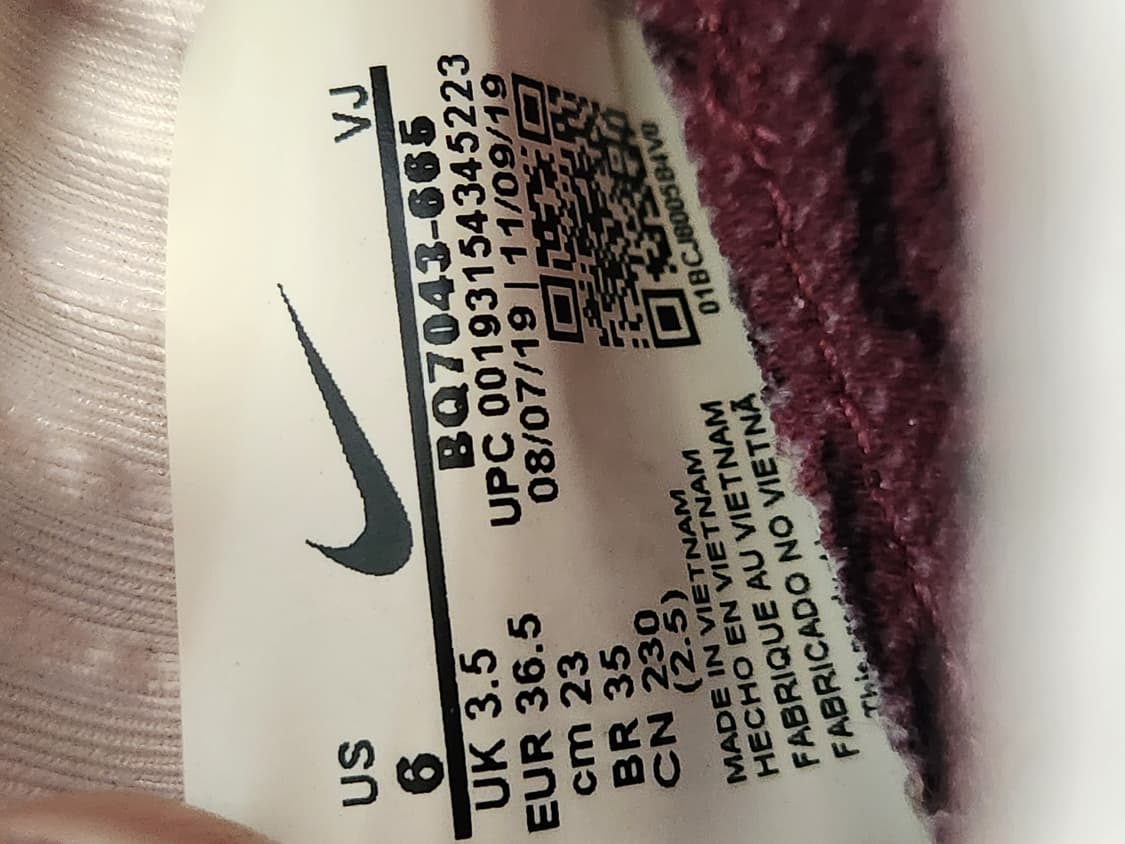 US
6
VJ
UK 3.5
EUR 36.5
cm 23
BR 35
CN 230
(2.5)
BQ7043-665
UPC 00193154345223
08/07/19 | 11/09/19
MADE IN VIETNAM
HECHO EN VIETNAM
FABRIQUE AU VIETNAM
FABRICADO NO VIETNÃ
This